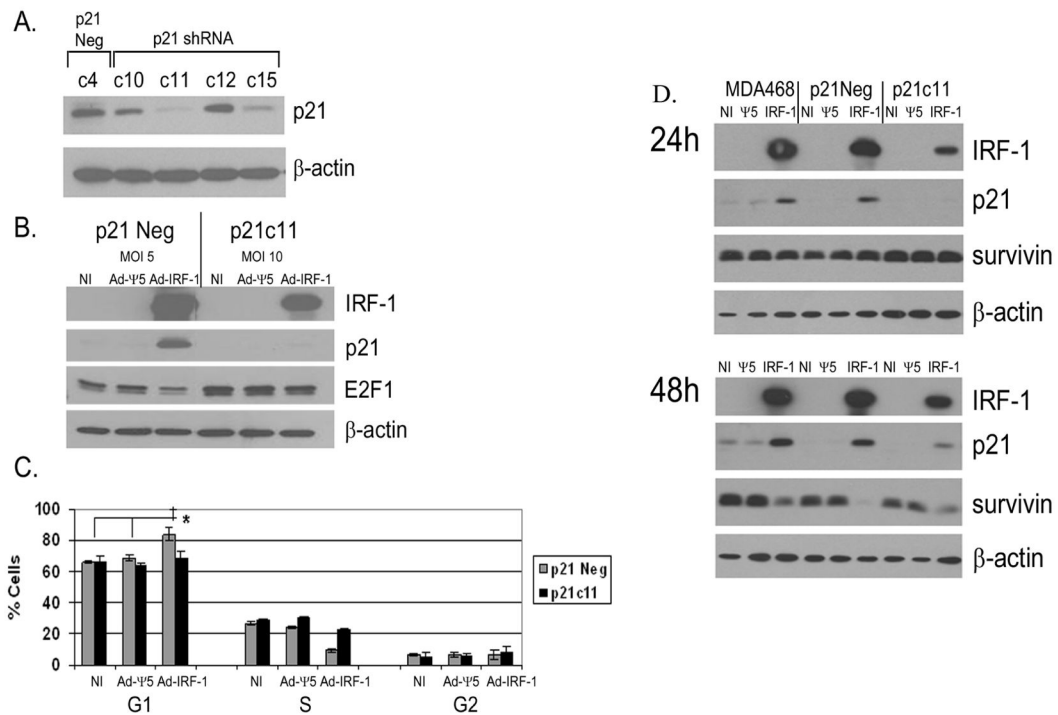 A.
p21
Neg
p21 shRNA
c4 c10 c11 c12 c15
p21
β-actin
B.
p21 Neg p21c11
MOI 5 MOI 10
NI Ad-Ψ5 Ad-IRF-1 NI Ad-Ψ5 Ad-IRF-1
IRF-1
p21
E2F1
β-actin
C.
% Cells
100
80
60
40
20
0
‡ *
p21 Neg
p21c11
NI Ad-Ψ5 Ad-IRF-1 NI Ad-Ψ5 Ad-IRF-1 NI Ad-Ψ5 Ad-IRF-1
G1 S G2
D.
MDA468 p21Neg p21c11
NI Ψ5 IRF-1 NI Ψ5 IRF-1 NI Ψ5 IRF-1
24h
IRF-1
p21
survivin
β-actin
NI Ψ5 IRF-1 NI Ψ5 IRF-1 NI Ψ5 IRF-1
48h
IRF-1
p21
survivin
β-actin